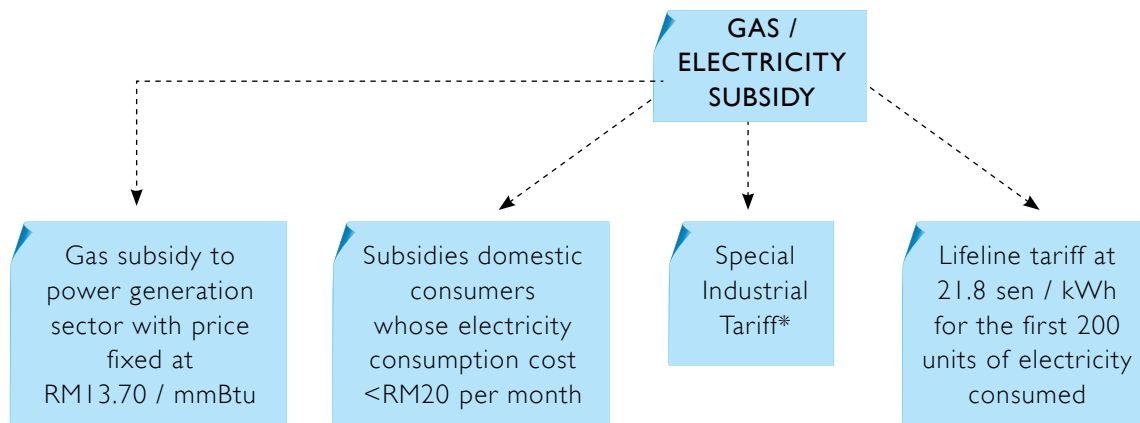 GAS /
ELECTRICITY
SUBSIDY
Gas subsidy to
power generation
sector with price
fixed at
RM13.70 / mmBtu
Subsidies domestic
consumers
whose electricity
consumption cost
<RM20 per month
Special
Industrial
Tariff*
Lifeline tariff at
21.8 sen / kWh
for the first 200
units of electricity
consumed